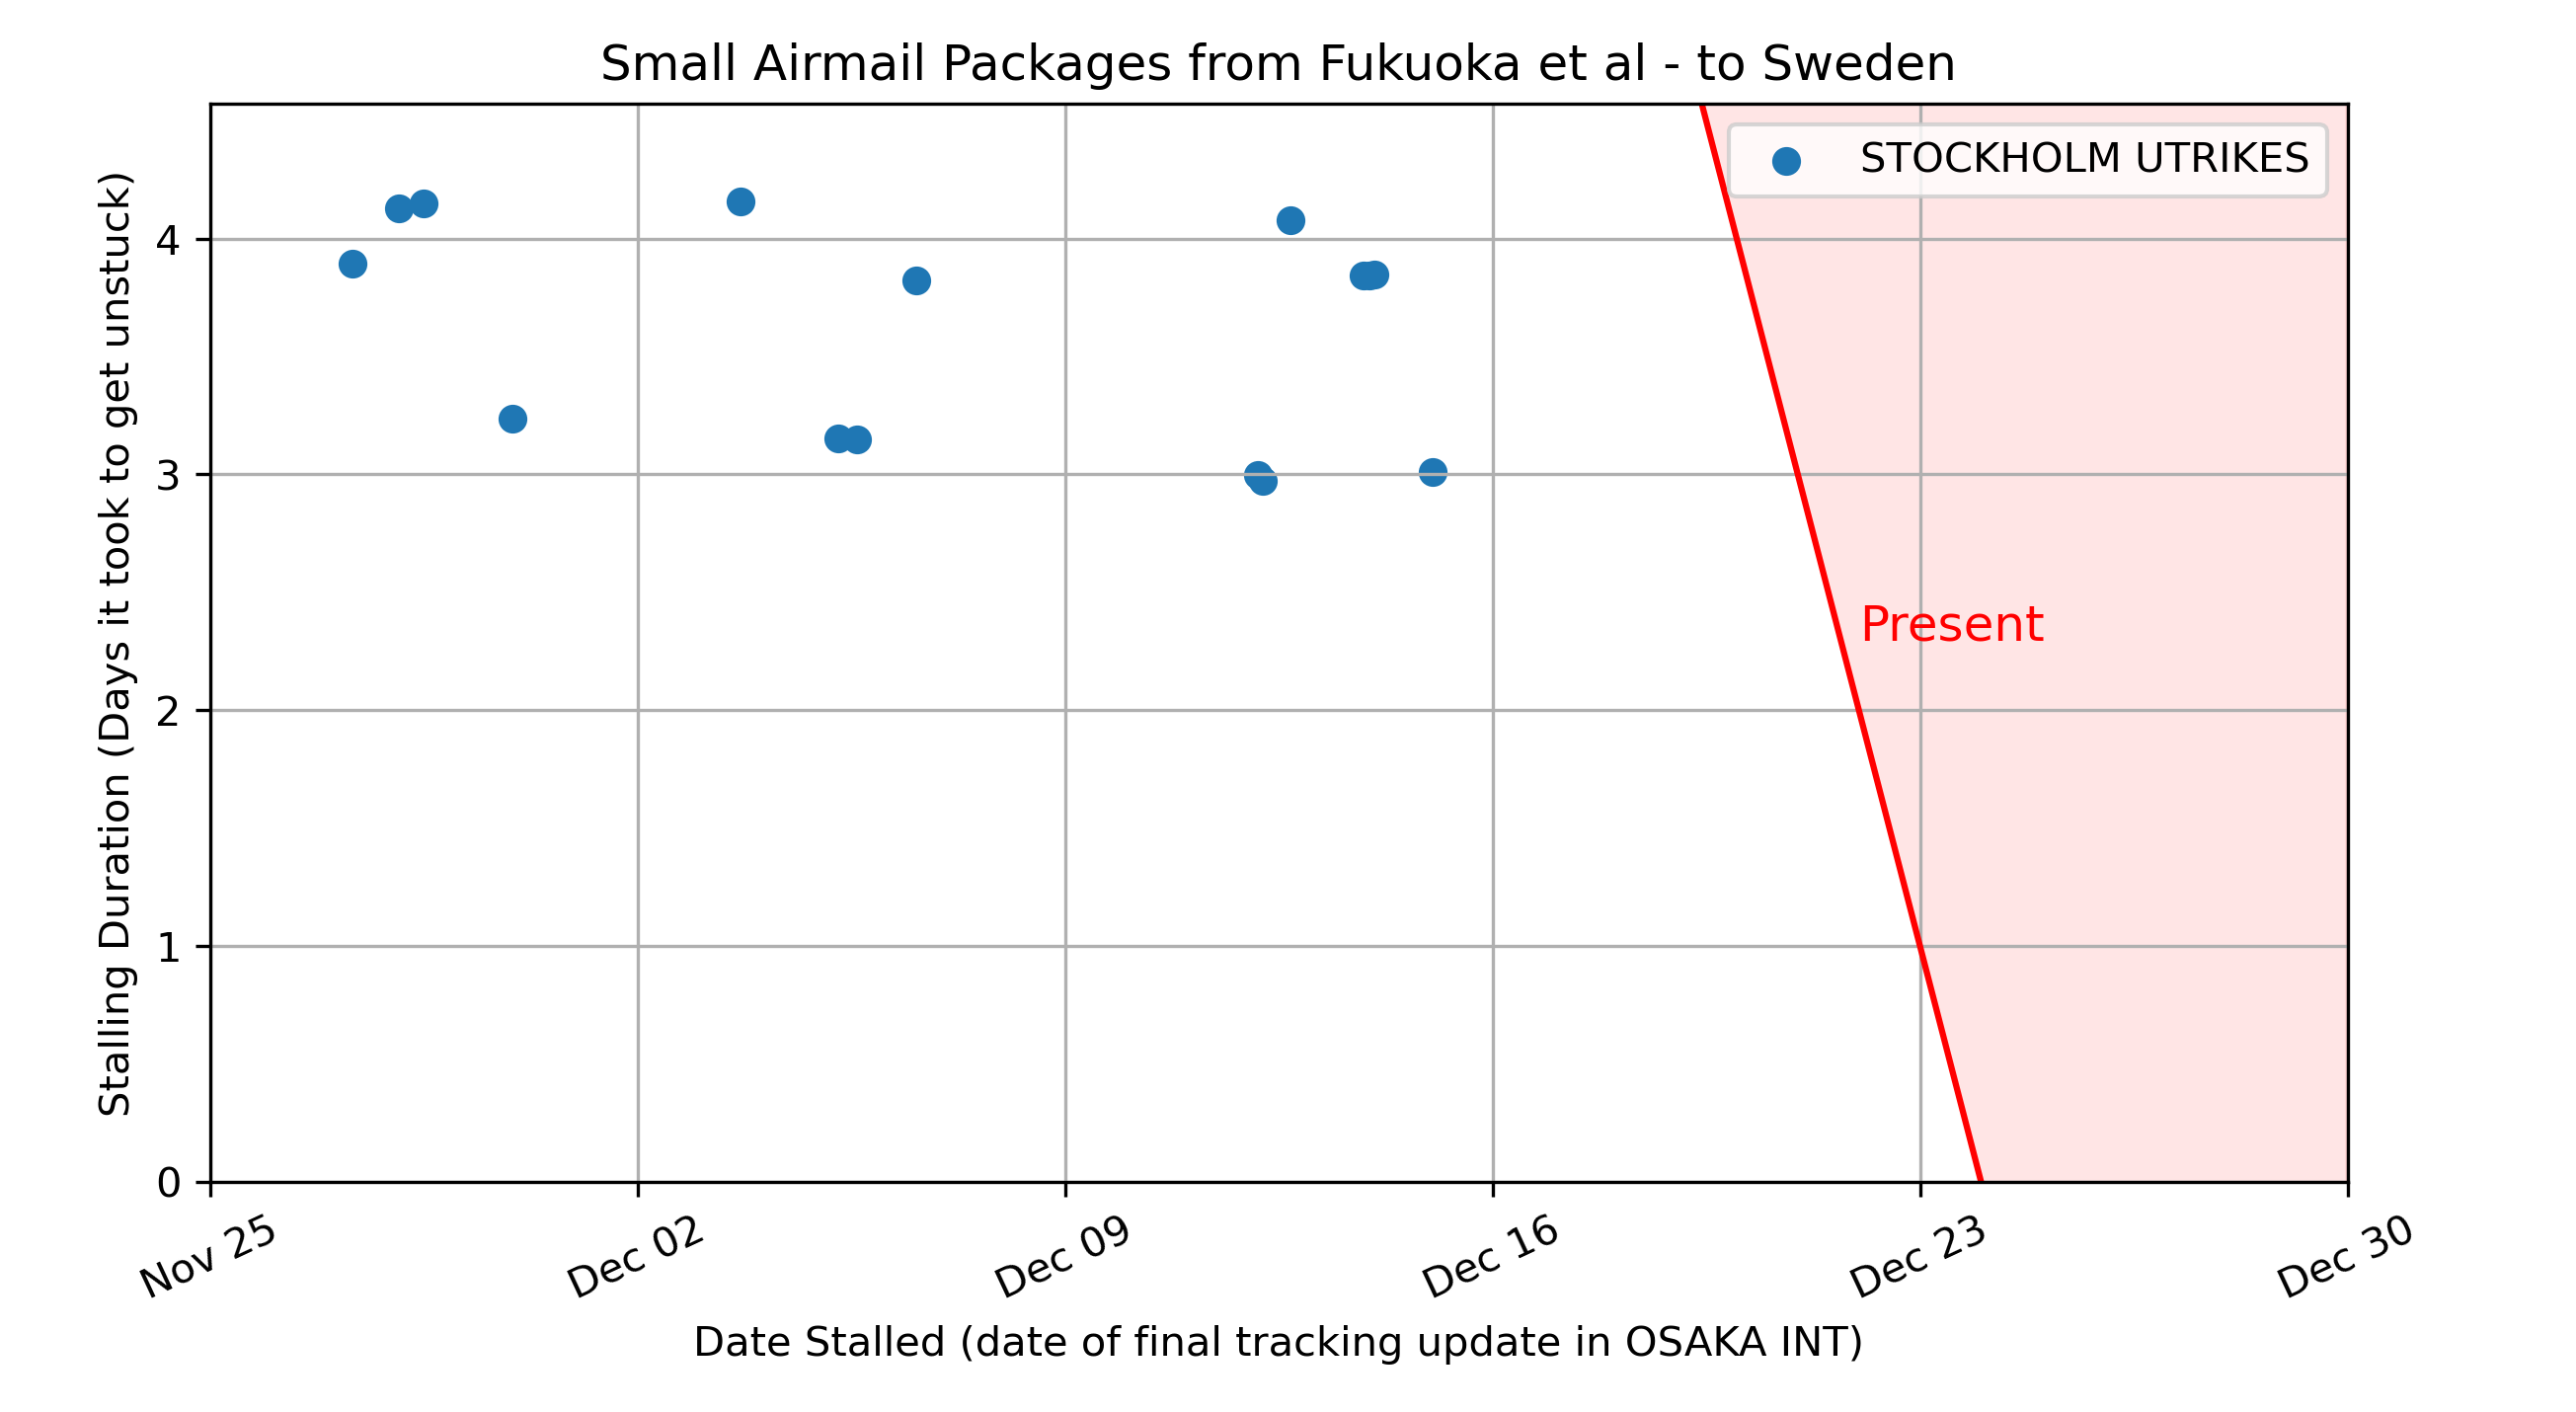 Small Airmail Packages from Fukuoka et al - to Sweden
STOCKHOLM UTRIKES
Stalling Duration (Days it took to get unstuck)
4
3
2
1
0
Present
Nov 25
Dec 02
Dec 09
Dec 16
Dec 23
Dec 30
Date Stalled (date of final tracking update in OSAKA INT)